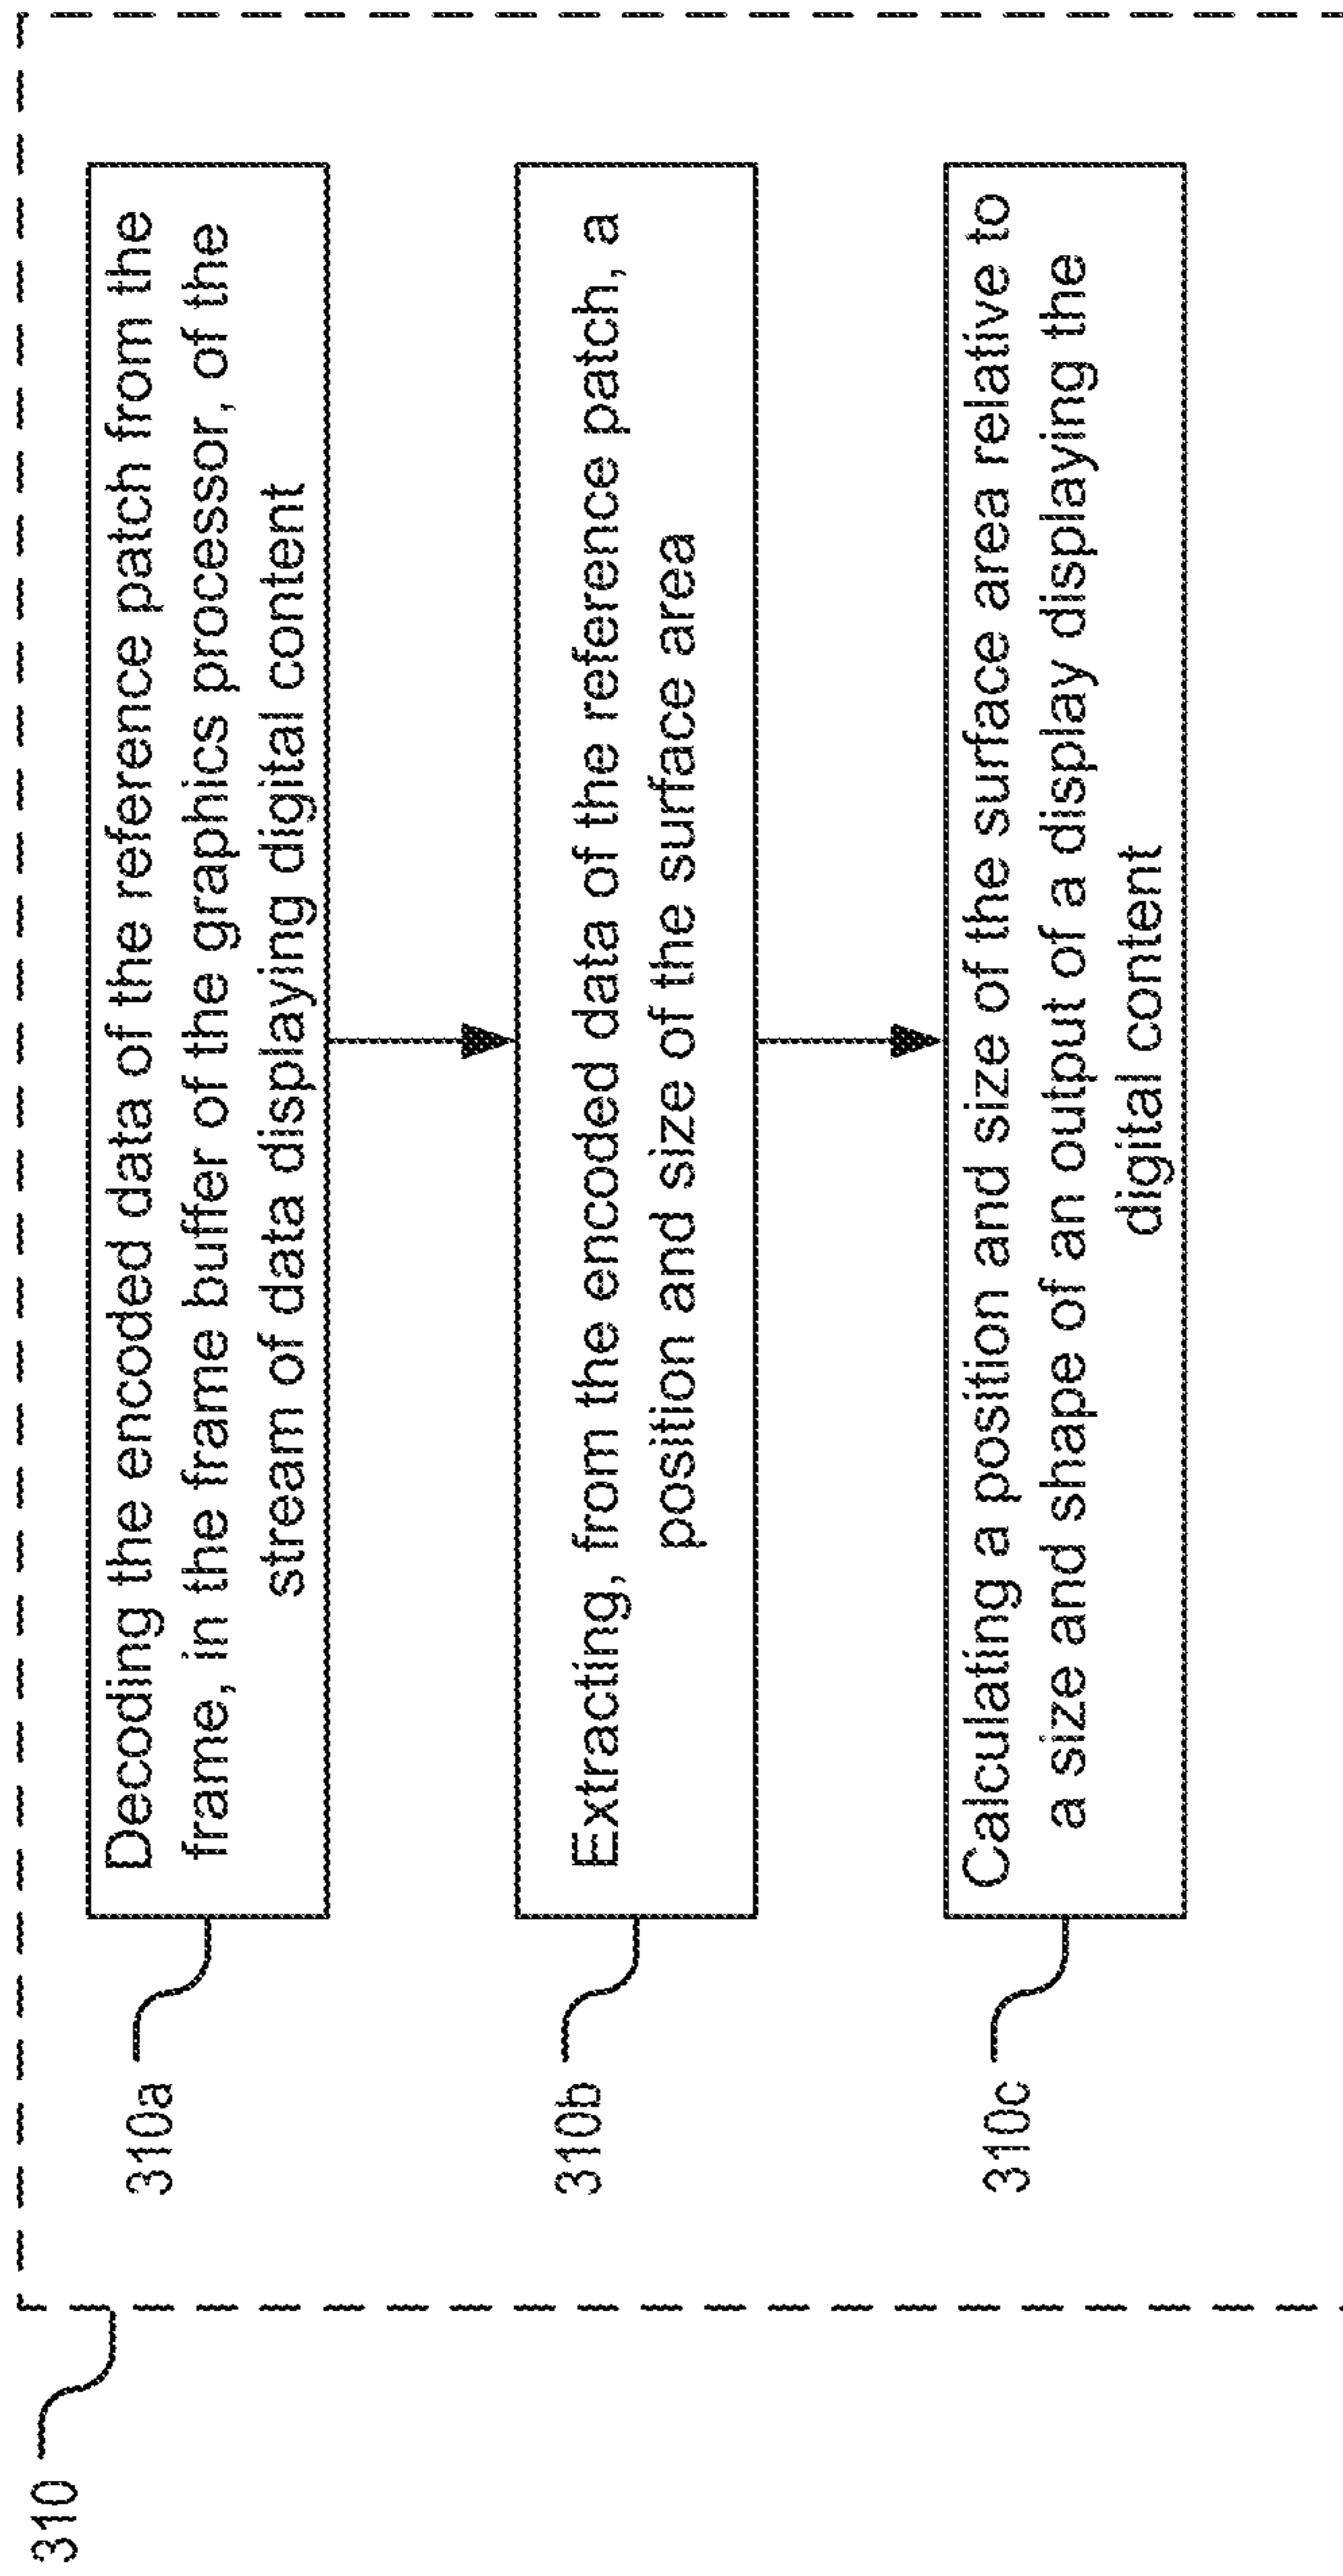 310
310a
Decoding the encoded data of the reference patch from the
frame, in the frame buffer of the graphics processor, of the
stream of data displaying digital content
310b
Extracting, from the encoded data of the reference patch, a
position and size of the surface area
310c
Calculating a position and size of the surface area relative to
a size and shape of an output of a display displaying the
digital content